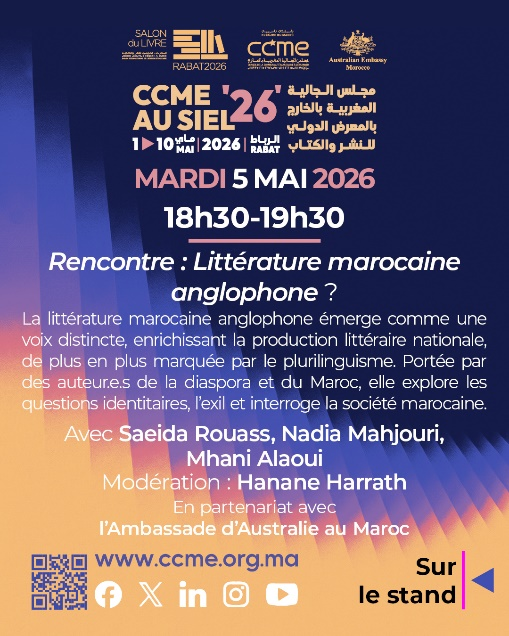 SALON
du LIVRE
RABAT2026
ccme
Australian Embassy
Morocco
CCME '26'
AU SIEL
مجلس الجالية
المغربية بالخارج
بالمعرض الدولي
للنشر والكتاب
1 10 ماي MAI | 2026 | الرباط RABAT
MARDI 5 MAI 2026
18h30-19h30
Rencontre : Littérature marocaine
anglophone ?
La littérature marocaine anglophone émerge comme une
voix distincte, enrichissant la production littéraire nationale,
de plus en plus marquée par le plurilinguisme. Portée par
des auteur.e.s de la diaspora et du Maroc, elle explore les
questions identitaires, l'exil et interroge la société marocaine.
Avec Saeida Rouass, Nadia Mahjouri,
Mhani Alaoui
Modération : Hanane Harrath
En partenariat avec
l'Ambassade d'Australie au Maroc
www.ccme.org.ma
Sur
le stand